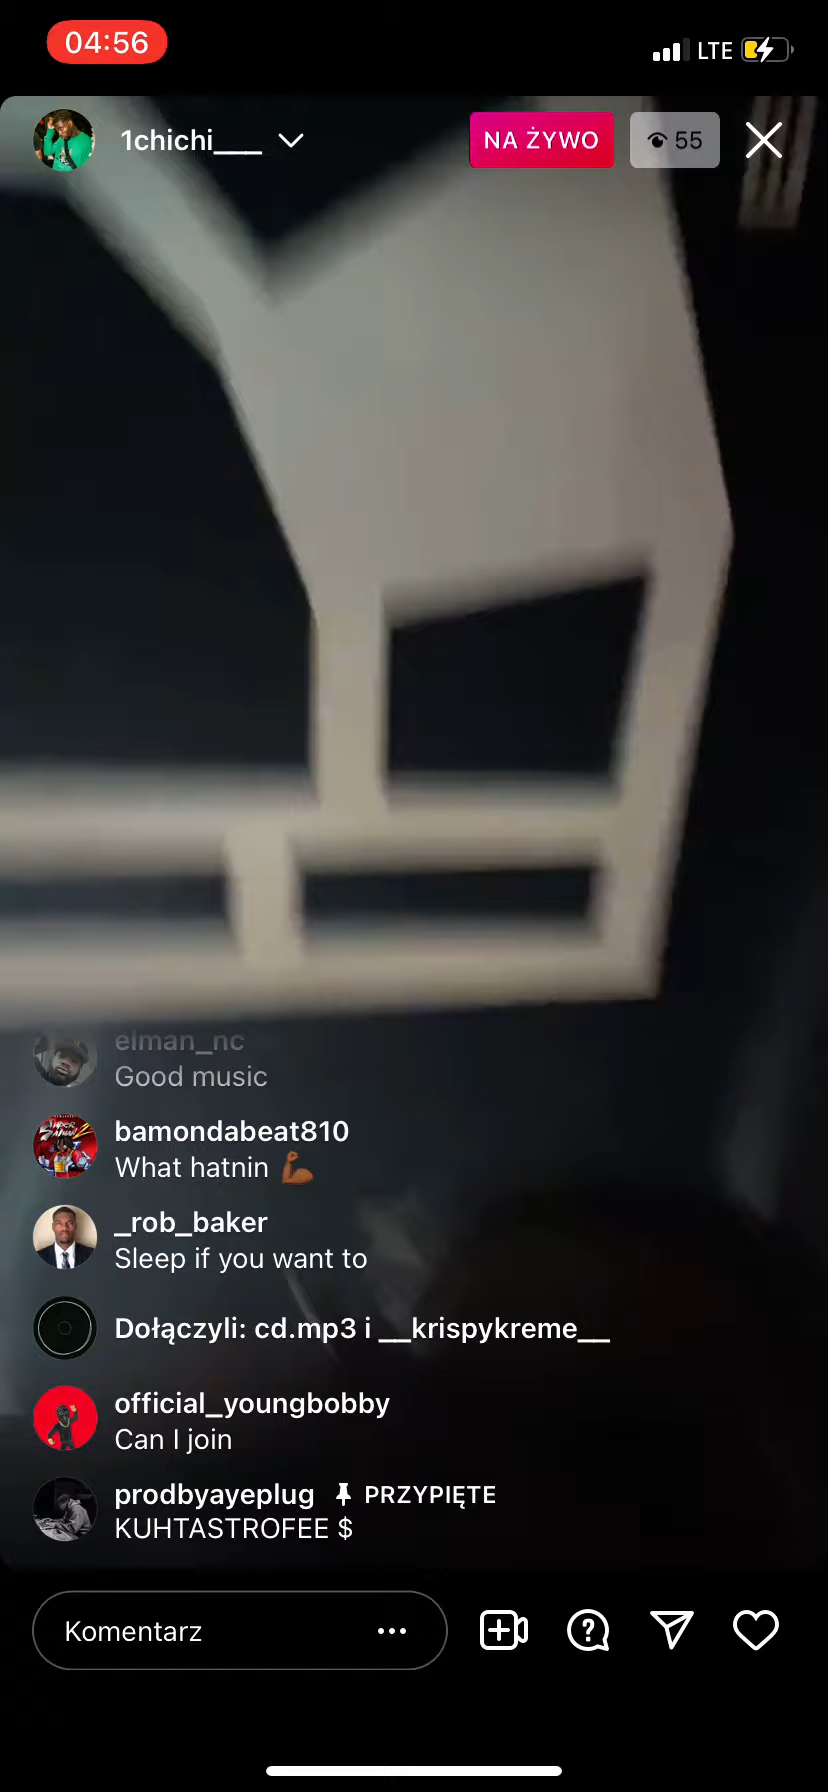 04:56
LTE
1chichi___
NA ŻYWO
55
elman_nc
Good music
bamondabeat810
What hatnin 💪🏾
_rob_baker
Sleep if you want to
Dołączyli: cd.mp3 i __krispykreme__
official_youngbobby
Can I join
prodbyayeplug PRZYPIĘTE
KUHTASTROFEE $
Komentarz